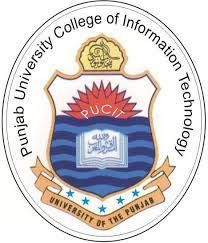 Punjab University College of Information Technology
PUCIT
UNIVERSITY OF THE PUNJAB